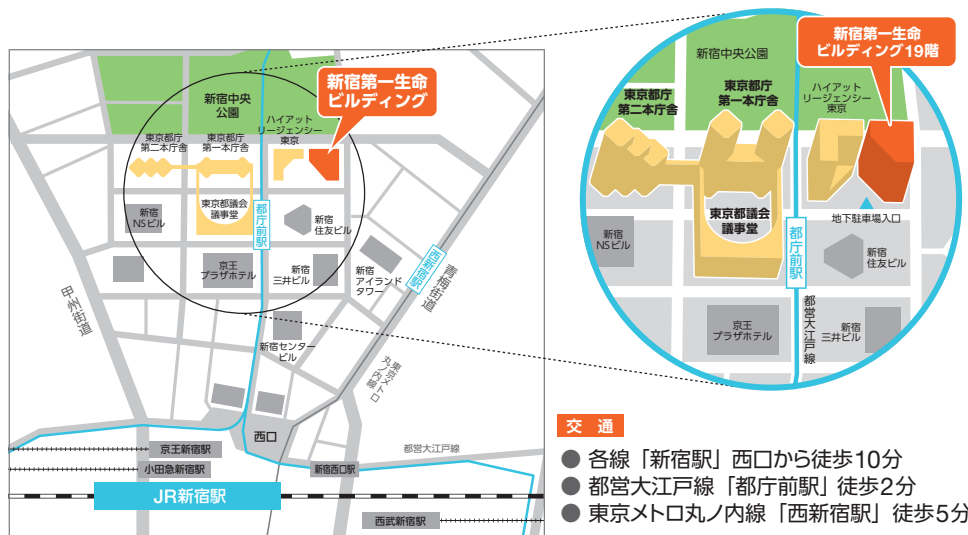 新宿中央
公園
新宿第一生命
ビルディング
ハイアット
リージェンシー
東京
東京都庁
第二本庁舎
東京都庁
第一本庁舎
東京都議会
議事堂
新宿
NSビル
都庁前駅
新宿
住友ビル
京王
プラザホテル
新宿
三井ビル
新宿
アイランド
タワー
西新宿駅
青梅街道
甲州街道
新宿センター
ビル
東京メトロ
丸ノ内線
西口
都営大江戸線
京王新宿駅
小田急新宿駅
新宿西口駅
JR新宿駅
西武新宿駅
新宿第一生命
ビルディング19階
新宿中央公園
東京都庁
第二本庁舎
東京都庁
第一本庁舎
ハイアット
リージェンシー
東京
東京都議会
議事堂
地下駐車場入口
新宿
NSビル
都庁前駅
新宿
住友ビル
都営大江戸線
京王
プラザホテル
新宿
三井ビル
交通
● 各線「新宿駅」西口から徒歩10分
● 都営大江戸線「都庁前駅」徒歩2分
● 東京メトロ丸ノ内線「西新宿駅」徒歩5分